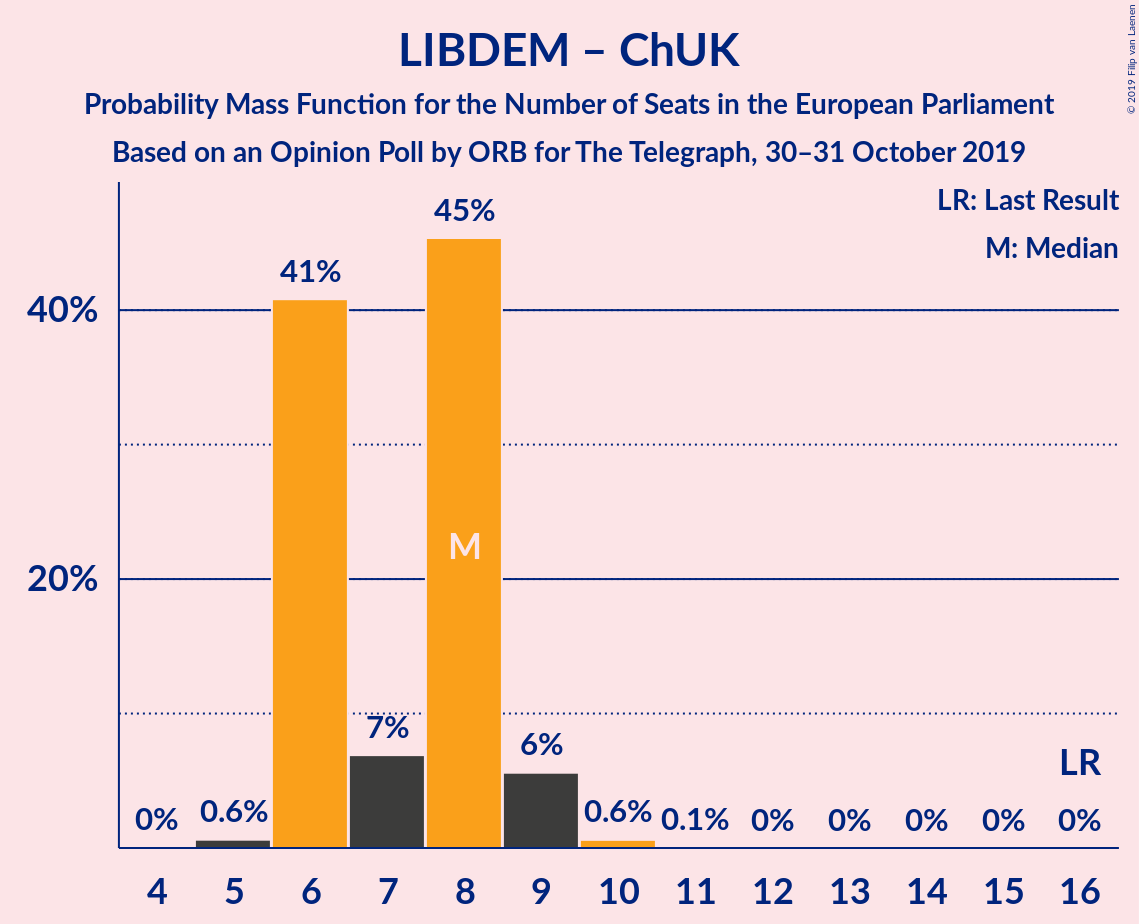 LIBDEM – ChUK
Probability Mass Function for the Number of Seats in the European Parliament
Based on an Opinion Poll by ORB for The Telegraph, 30–31 October 2019
© 2019 Filip van Laenen
LR: Last Result
M: Median
45%
41%
40%
M
20%
7%
6%
LR
0% 0.6% 0.6% 0.1% 0% 0% 0% 0% 0%
4 5 6 7 8 9 10 11 12 13 14 15 16